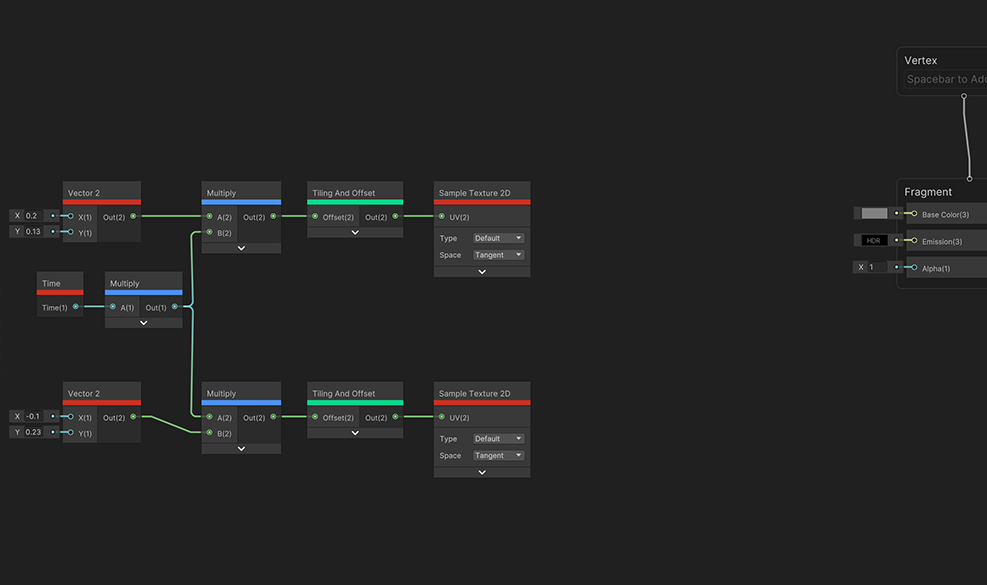 Vertex
Spacebar to Add
Vector 2
X 0.2
X(1) Out(2)
Y 0.13
Y(1)
Multiply
A(2) Out(2)
B(2)
Tiling And Offset
Offset(2) Out(2)
Sample Texture 2D
UV(2)
Type Default
Space Tangent
Fragment
Base Color(3)
HDR Emission(3)
X 1 Alpha(1)
Time
Time(1)
Multiply
A(1) Out(1)
Vector 2
X -0.1
X(1) Out(2)
Y 0.23
Y(1)
Multiply
A(2) Out(2)
B(2)
Tiling And Offset
Offset(2) Out(2)
Sample Texture 2D
UV(2)
Type Default
Space Tangent